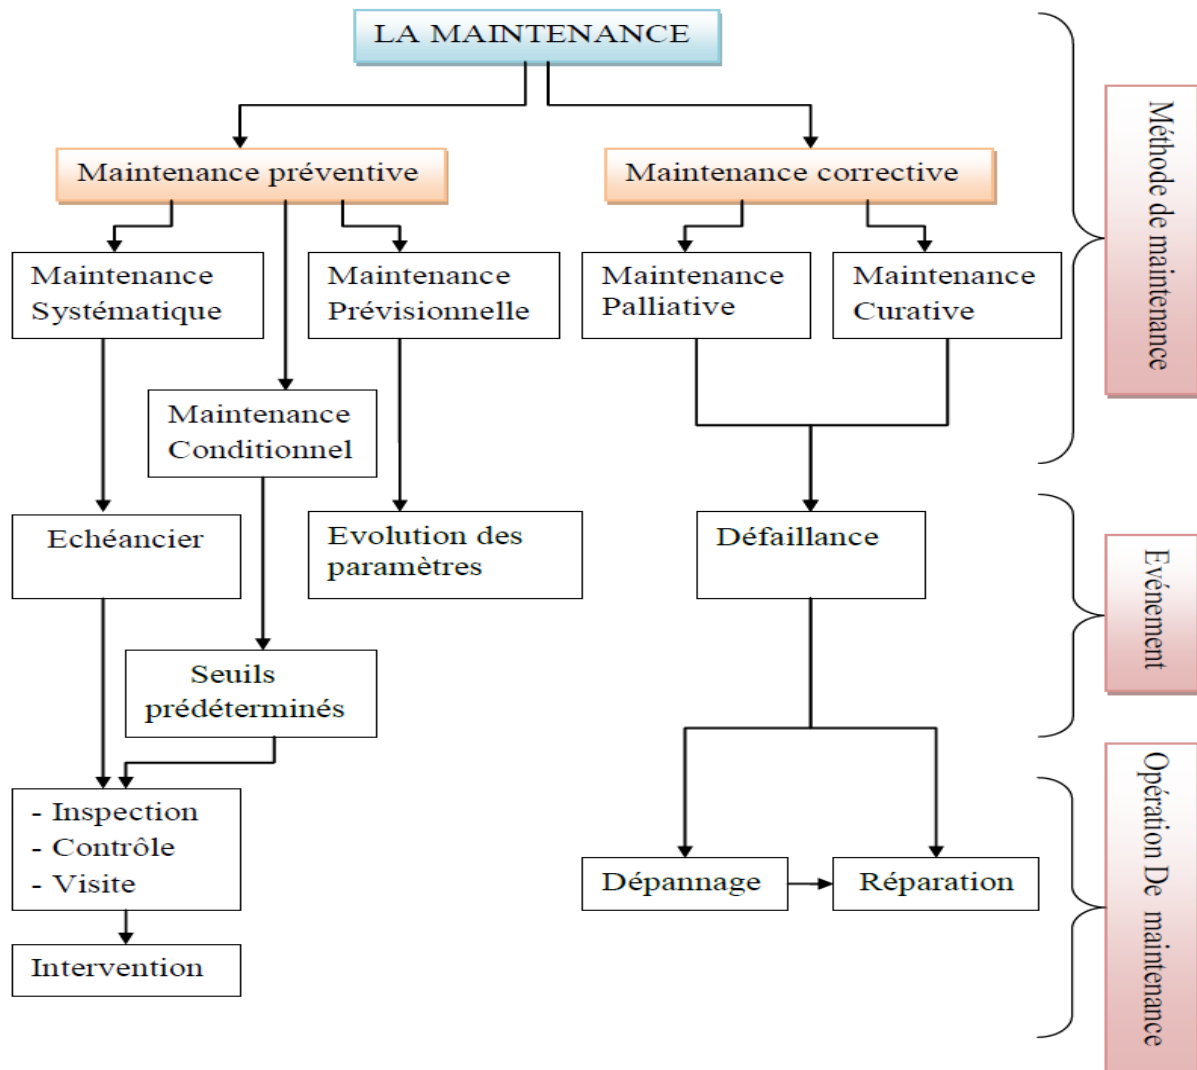 LA MAINTENANCE
Maintenance préventive
Maintenance corrective
Maintenance
Systématique
Maintenance
Prévisionnelle
Maintenance
Palliative
Maintenance
Curative
Maintenance
Conditionnel
Echéancier
Evolution des
paramètres
Défaillance
Seuils
prédéterminés
- Inspection
- Contrôle
- Visite
Dépannage
Réparation
Intervention
Méthode de maintenance
Evénement
Opération De maintenance